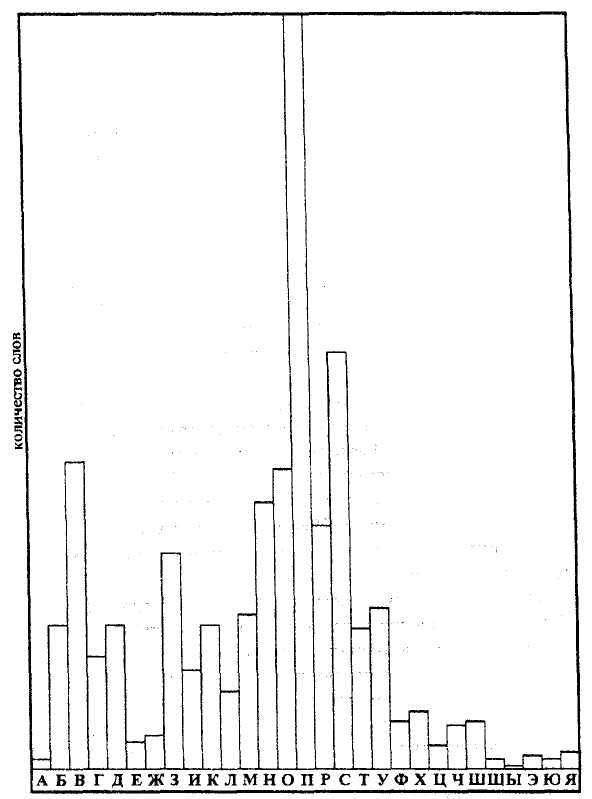 количество слов
А Б В Г Д Е Ж З И К Л М Н О П Р С Т У Ф Х Ц Ч Ш Щ Ы Э Ю Я